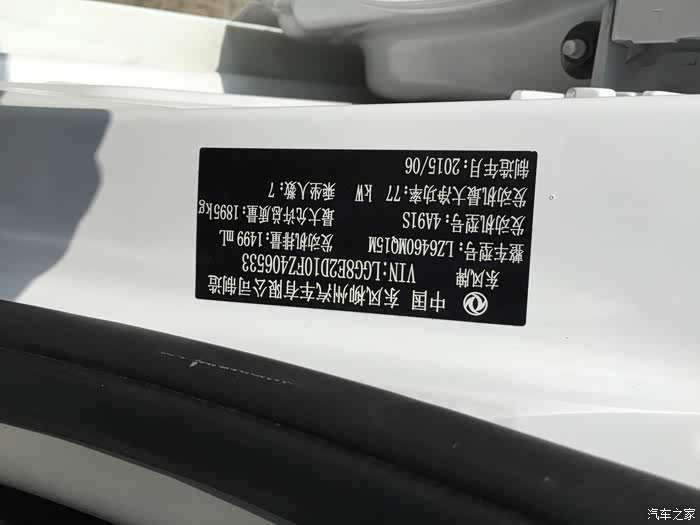 中国 东风柳州汽车有限公司制造
东风牌 VIN:LGG8E2D10FZ406533
整车型号:LZ6460MQ15M 发动机排量:1499 mL
发动机型号:4A91S 最大允许总质量:1895kg
发动机最大净功率:77 kW 乘坐人数:7
制造年月:2015/06
汽车之家